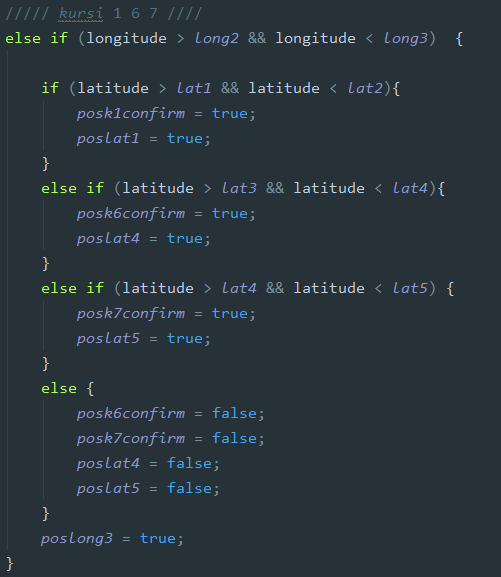 ///// kursi 1 6 7 ////
else if (longitude > long2 && longitude < long3)  {
if (latitude > lat1 && latitude < lat2){
posk1confirm = true;
poslat1 = true;
}
else if (latitude > lat3 && latitude < lat4){
posk6confirm = true;
poslat4 = true;
}
else if (latitude > lat4 && latitude < lat5) {
posk7confirm = true;
poslat5 = true;
}
else {
posk6confirm = false;
posk7confirm = false;
poslat4 = false;
poslat5 = false;
}
poslong3 = true;
}